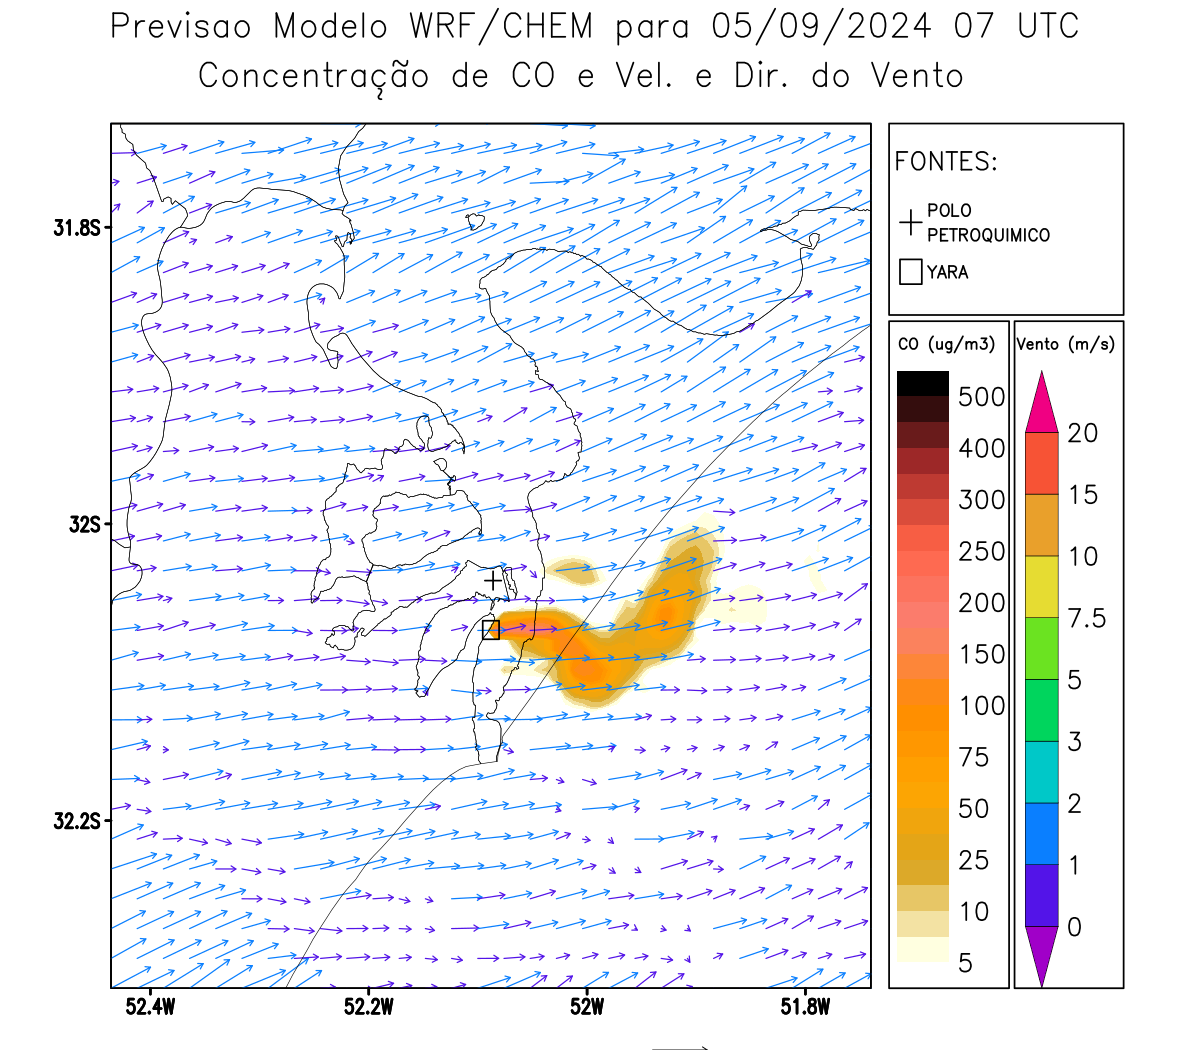 Previsao Modelo WRF/CHEM para 05/09/2024 07 UTC
Concentração de CO e Vel. e Dir. do Vento
FONTES:
POLO
PETROQUIMICO
YARA
CO (ug/m3)
500
400
300
250
200
150
100
75
50
25
10
5
Vento (m/s)
20
15
10
7.5
5
3
2
1
0
31.8S
32S
32.2S
52.4W
52.2W
52W
51.8W